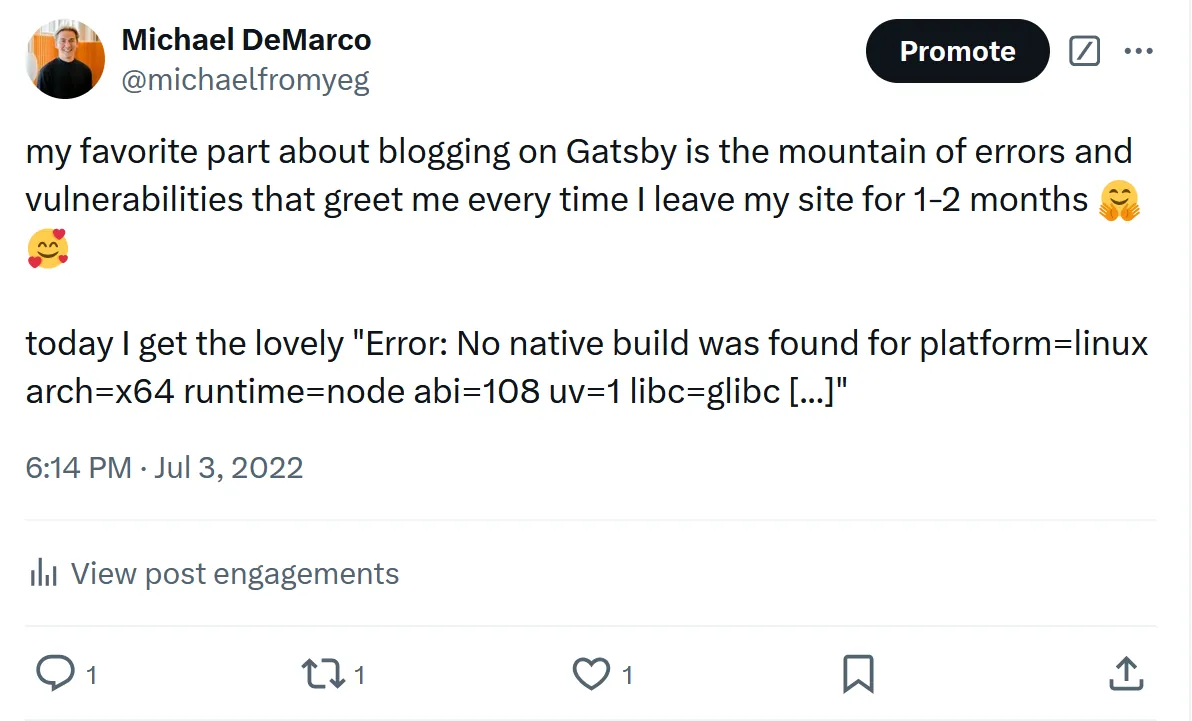 Michael DeMarco
@michaelfromyeg
Promote
my favorite part about blogging on Gatsby is the mountain of errors and
vulnerabilities that greet me every time I leave my site for 1-2 months 🤗
🥰
today I get the lovely "Error: No native build was found for platform=linux
arch=x64 runtime=node abi=108 uv=1 libc=glibc [...]"
6:14 PM · Jul 3, 2022
View post engagements
1 1 1